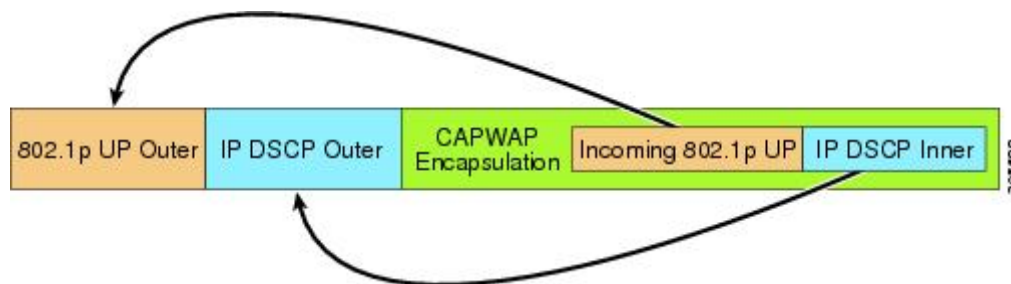 802.1p UP Outer
IP DSCP Outer
CAPWAP
Encapsulation
Incoming 802.1p UP
IP DSCP Inner